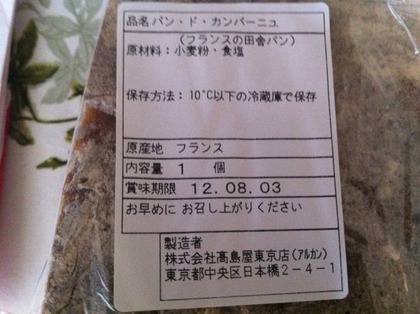 品名パン・ド・カンパーニュ
(フランスの田舎パン)
原材料：小麦粉・食塩
保存方法：10℃以下の冷蔵庫で保存
原産地 フランス
内容量 1 個
賞味期限 12.08.03
お早めに お召し上がりください
製造者
株式会社髙島屋東京店(アルカン)
東京都中央区日本橋2-4-1